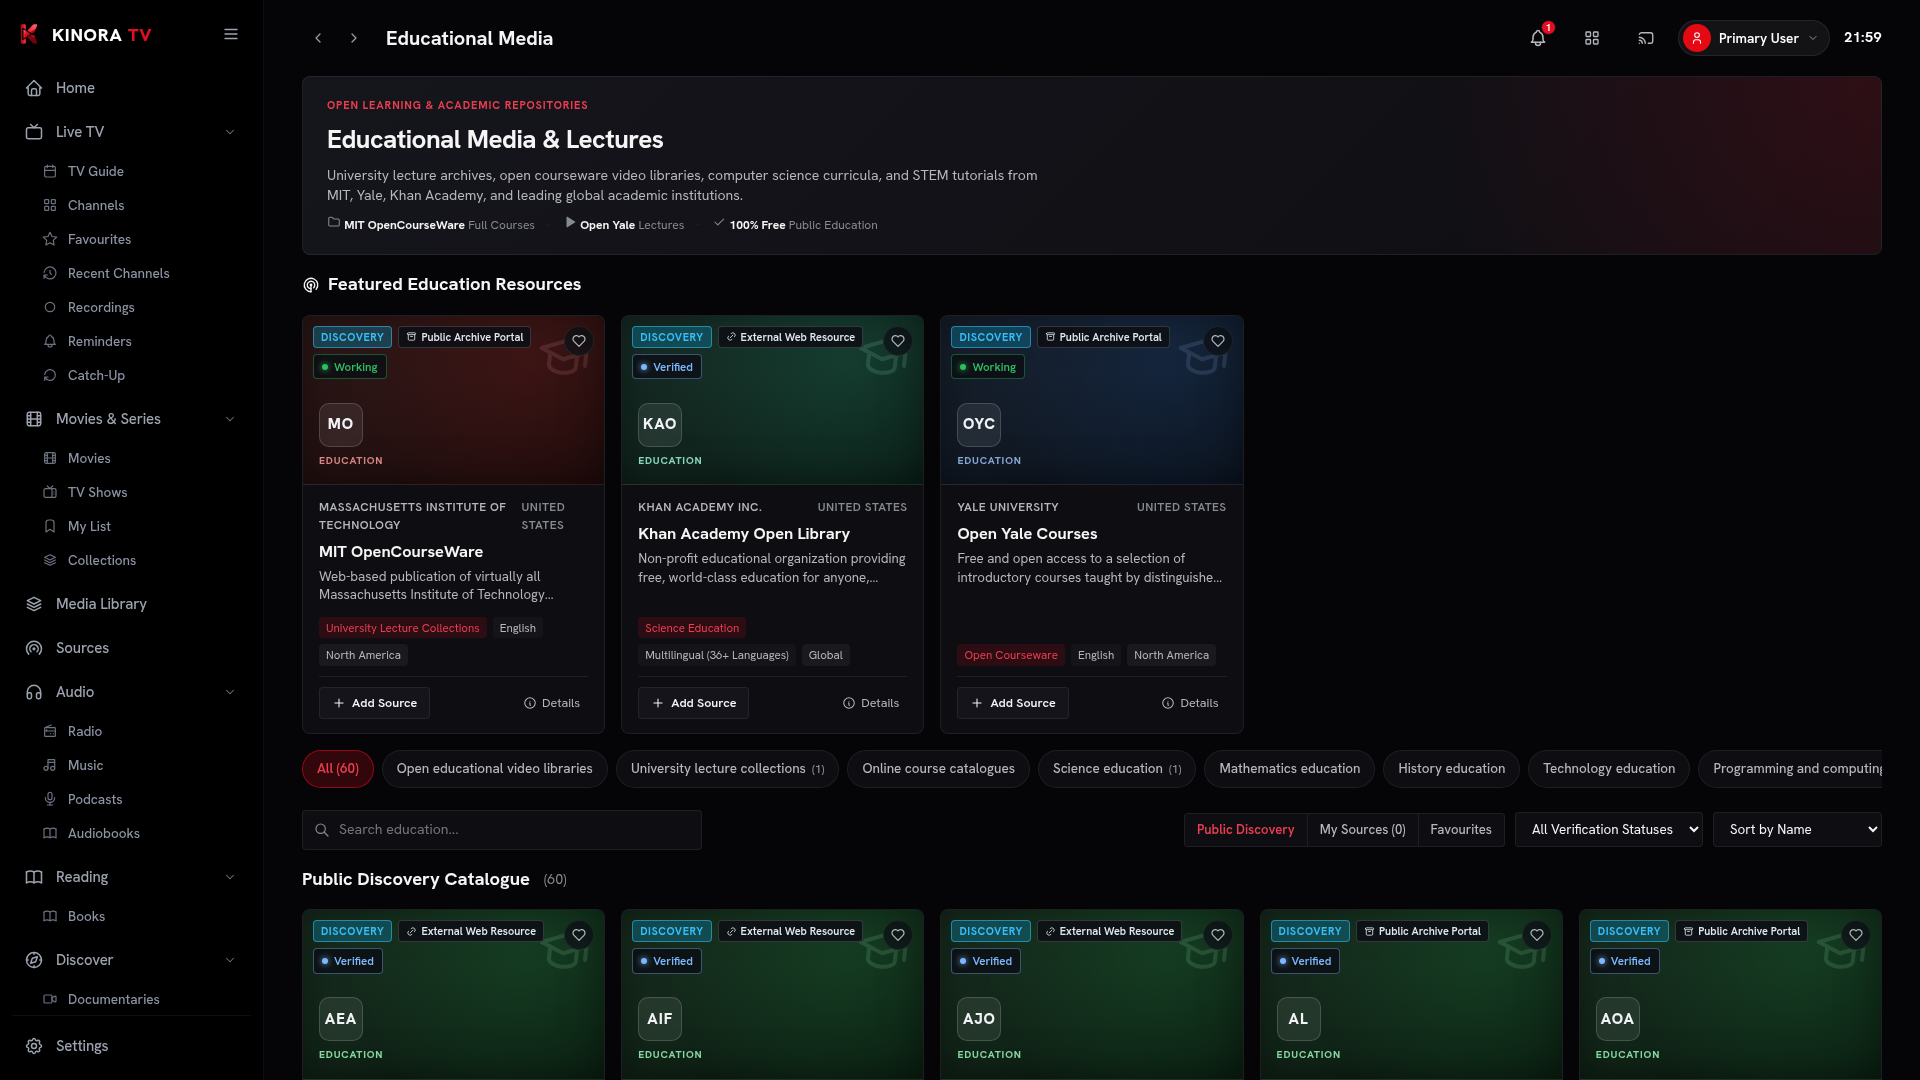 KINORA TV
Home
Live TV
TV Guide
Channels
Favourites
Recent Channels
Recordings
Reminders
Catch-Up
Movies & Series
Movies
TV Shows
My List
Collections
Media Library
Sources
Audio
Radio
Music
Podcasts
Audiobooks
Reading
Books
Discover
Documentaries
Settings
Educational Media
1
Primary User
21:59
OPEN LEARNING & ACADEMIC REPOSITORIES
Educational Media & Lectures
University lecture archives, open courseware video libraries, computer science curricula, and STEM tutorials from
MIT, Yale, Khan Academy, and leading global academic institutions.
MIT OpenCourseWare Full Courses
Open Yale Lectures
100% Free Public Education
Featured Education Resources
DISCOVERY
Public Archive Portal
Working
MO
EDUCATION
MASSACHUSETTS INSTITUTE OF
TECHNOLOGY
UNITED
STATES
MIT OpenCourseWare
Web-based publication of virtually all
Massachusetts Institute of Technology...
University Lecture Collections
English
North America
Add Source
Details
DISCOVERY
External Web Resource
Verified
KAO
EDUCATION
KHAN ACADEMY INC.
UNITED STATES
Khan Academy Open Library
Non-profit educational organization providing
free, world-class education for anyone,...
Science Education
Multilingual (36+ Languages)
Global
Add Source
Details
DISCOVERY
Public Archive Portal
Working
OYC
EDUCATION
YALE UNIVERSITY
UNITED STATES
Open Yale Courses
Free and open access to a selection of
introductory courses taught by distinguishe...
Open Courseware
English
North America
Add Source
Details
All (60)
Open educational video libraries
University lecture collections (1)
Online course catalogues
Science education (1)
Mathematics education
History education
Technology education
Programming and computing
Search education...
Public Discovery
My Sources (0)
Favourites
All Verification Statuses
Sort by Name
Public Discovery Catalogue (60)
DISCOVERY
External Web Resource
Verified
AEA
EDUCATION
DISCOVERY
External Web Resource
Verified
AIF
EDUCATION
DISCOVERY
External Web Resource
Verified
AJO
EDUCATION
DISCOVERY
Public Archive Portal
Verified
AL
EDUCATION
DISCOVERY
Public Archive Portal
Verified
AOA
EDUCATION